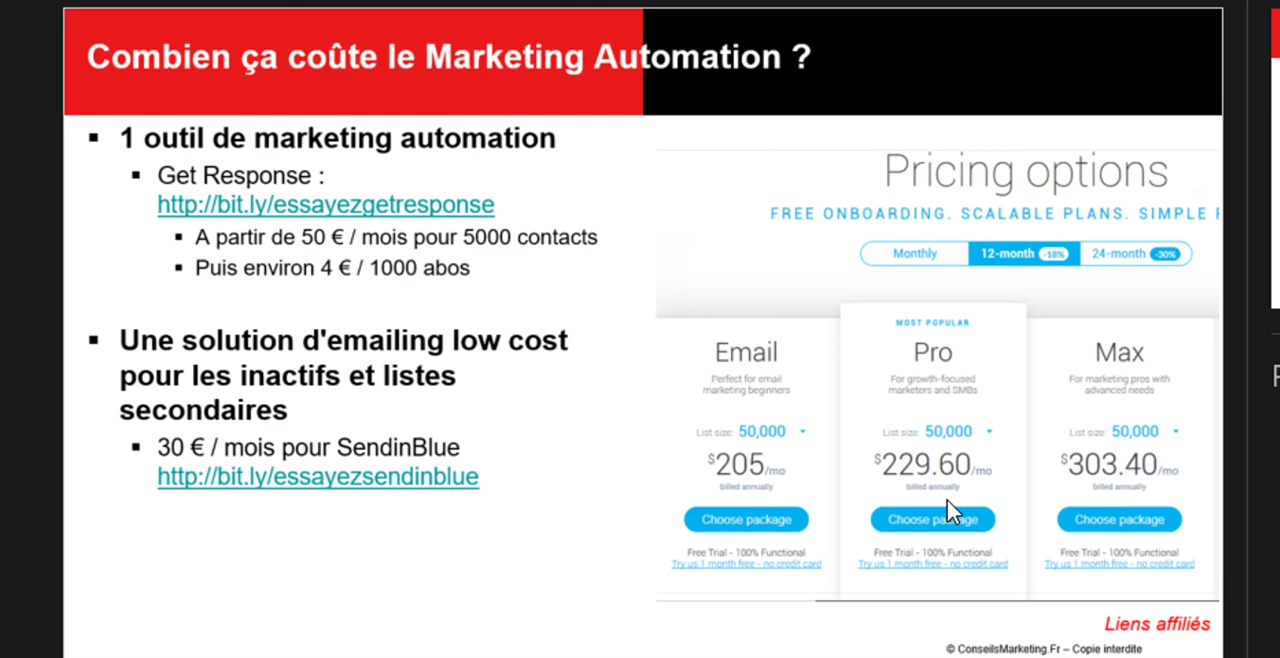 Combien ça coûte le Marketing Automation ?
1 outil de marketing automation
Get Response :
http://bit.ly/essayezgetresponse
A partir de 50 € / mois pour 5000 contacts
Puis environ 4 € / 1000 abos
Une solution d'emailing low cost
pour les inactifs et listes
secondaires
30 € / mois pour SendinBlue
http://bit.ly/essayezsendinblue
Pricing options
FREE ONBOARDING. SCALABLE PLANS. SIMPLE
Monthly 12-month -18% 24-month -30%
MOST POPULAR
Email Pro Max
Perfect for email For growth-focused For marketing pros with
marketing beginners marketers and SMBs advanced needs
List size: 50,000 List size: 50,000 List size: 50,000
$205/mo $229.60/mo $303.40/mo
billed annually billed annually billed annually
Choose package Choose package Choose package
Free Trial - 100% Functional Free Trial - 100% Functional Free Trial - 100% Functional
Try us 1 month free - no credit card Try us 1 month free - no credit card Try us 1 month free - no credit card
Liens affiliés
© ConseilsMarketing.Fr – Copie interdite